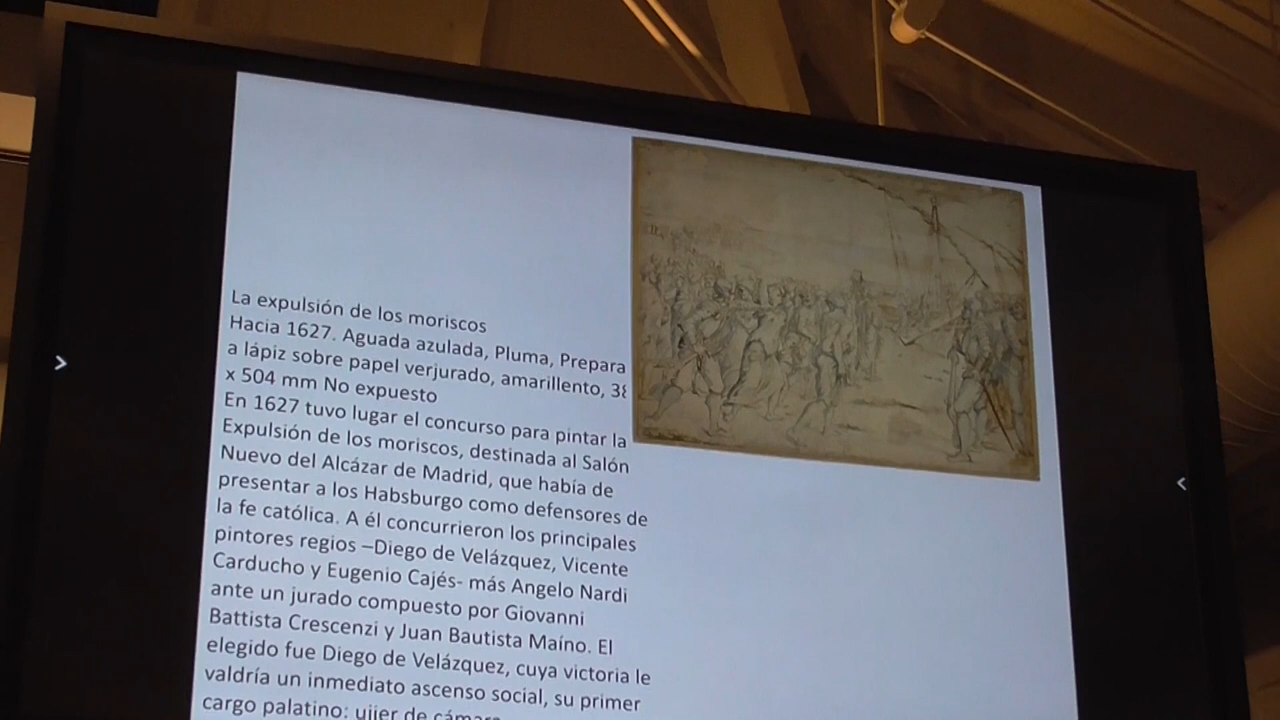 La expulsión de los moriscos
Hacia 1627. Aguada azulada, Pluma, Prepara
a lápiz sobre papel verjurado, amarillento, 38
x 504 mm No expuesto
En 1627 tuvo lugar el concurso para pintar la
Expulsión de los moriscos, destinada al Salón
Nuevo del Alcázar de Madrid, que había de
presentar a los Habsburgo como defensores de
la fe católica. A él concurrieron los principales
pintores regios –Diego de Velázquez, Vicente
Carducho y Eugenio Cajés- más Angelo Nardi
ante un jurado compuesto por Giovanni
Battista Crescenzi y Juan Bautista Maíno. El
elegido fue Diego de Velázquez, cuya victoria le
valdría un inmediato ascenso social, su primer
cargo palatino: ujier de cámara